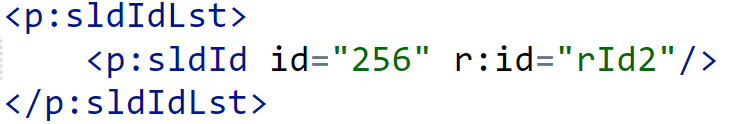 <p:sldIdLst>
    <p:sldId id="256" r:id="rId2"/>
</p:sldIdLst>